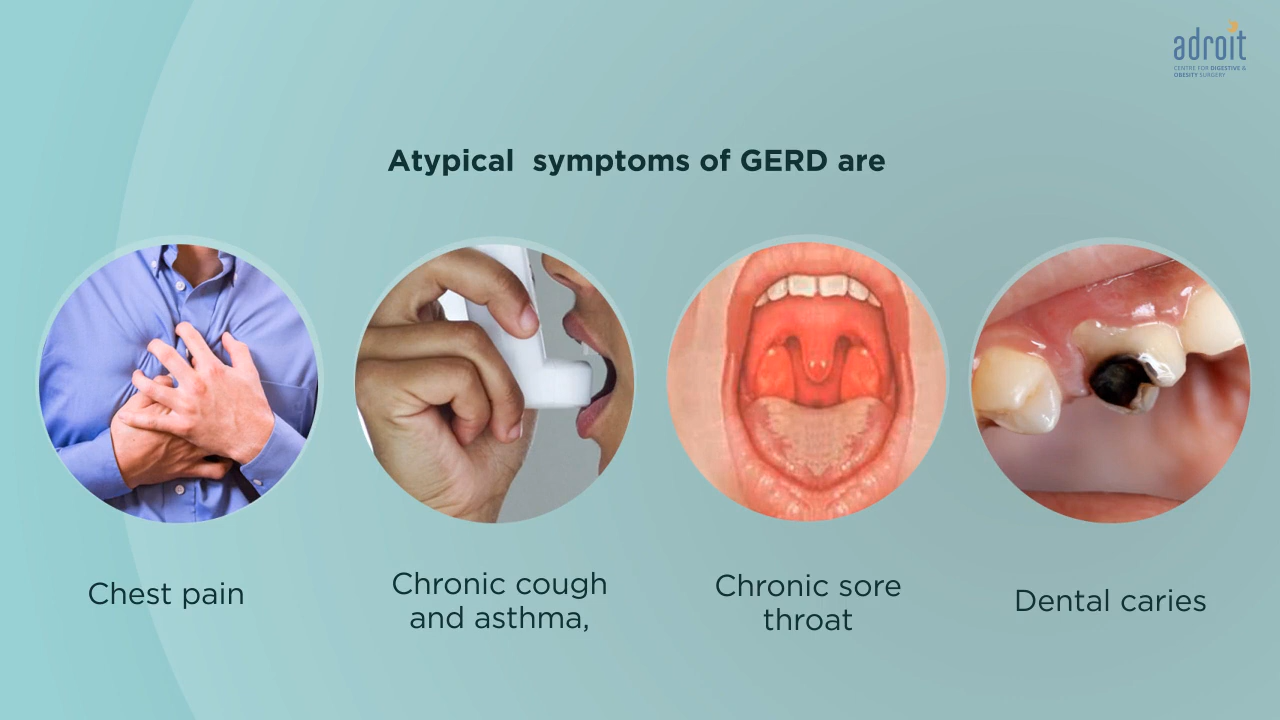 adroit
CENTRE FOR DIGESTIVE &
OBESITY SURGERY
Atypical  symptoms of GERD are
Chest pain
Chronic cough
and asthma,
Chronic sore
throat
Dental caries